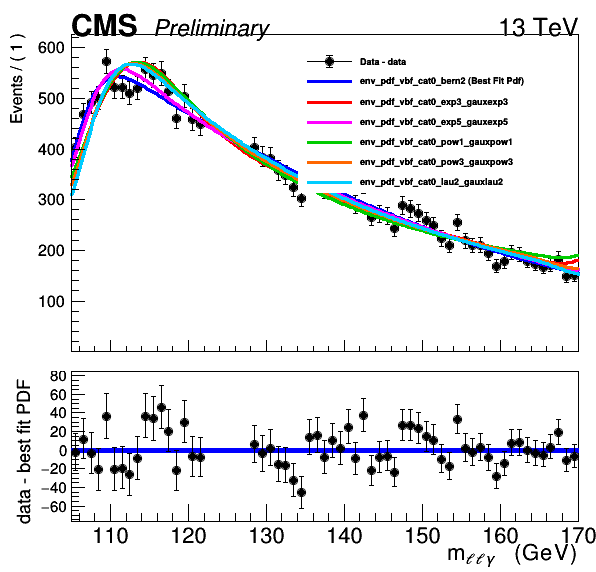 CMS Preliminary 13 TeV
Events / ( 1 )
600
500
400
300
200
100
Data - data
env_pdf_vbf_cat0_bern2 (Best Fit Pdf)
env_pdf_vbf_cat0_exp3_gauxexp3
env_pdf_vbf_cat0_exp5_gauxexp5
env_pdf_vbf_cat0_pow1_gauxpow1
env_pdf_vbf_cat0_pow3_gauxpow3
env_pdf_vbf_cat0_lau2_gauxlau2
data - best fit PDF
80
60
40
20
0
−20
−40
−60
110 120 130 140 150 160 170
m_ℓℓγ (GeV)